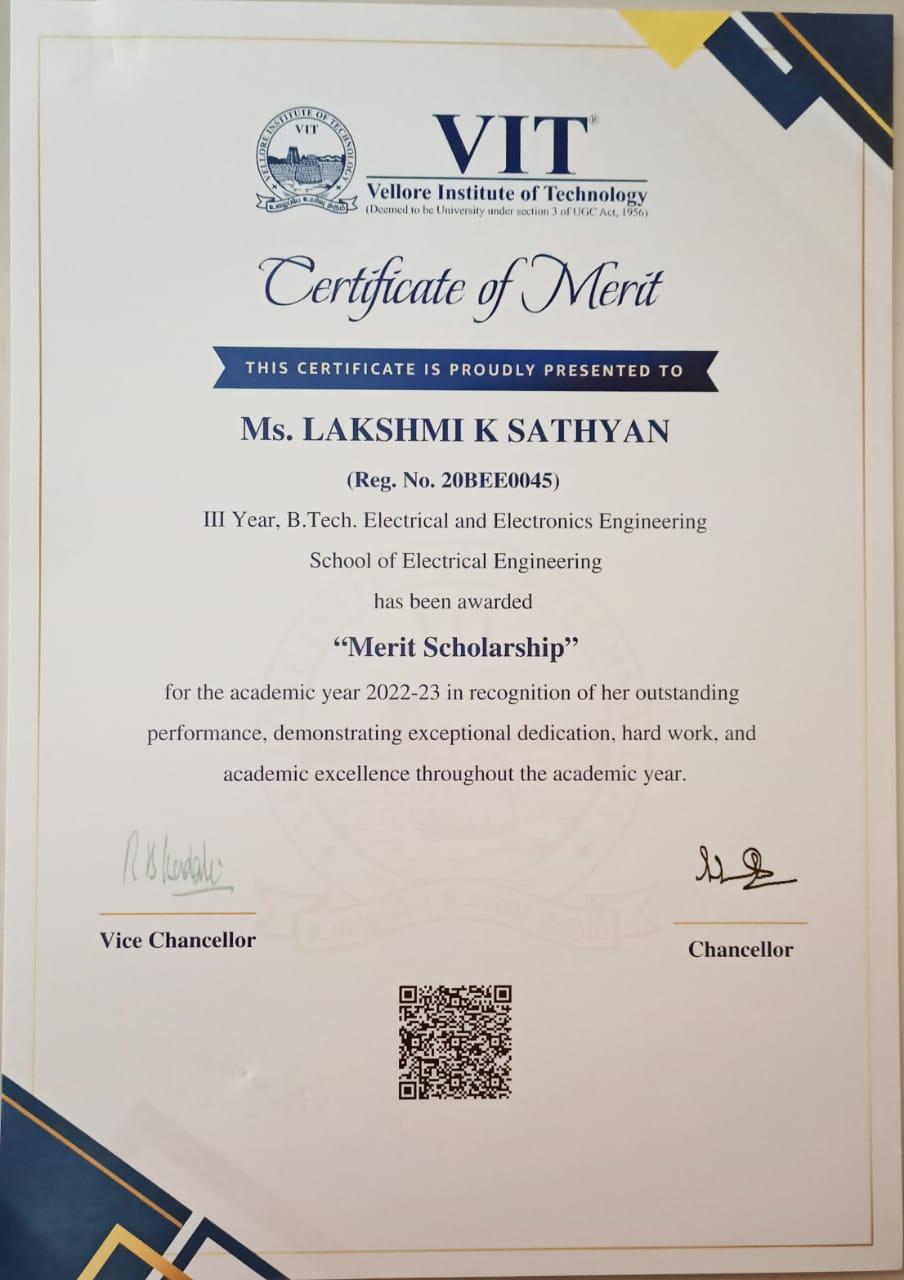 VELLORE INSTITUTE OF TECHNOLOGY
VIT
VIT®
Vellore Institute of Technology
(Deemed to be University under section 3 of UGC Act, 1956)
Certificate of Merit
THIS CERTIFICATE IS PROUDLY PRESENTED TO
Ms. LAKSHMI K SATHYAN
(Reg. No. 20BEE0045)
III Year, B.Tech. Electrical and Electronics Engineering
School of Electrical Engineering
has been awarded
“Merit Scholarship”
for the academic year 2022-23 in recognition of her outstanding
performance, demonstrating exceptional dedication, hard work, and
academic excellence throughout the academic year.
Vice Chancellor
Chancellor